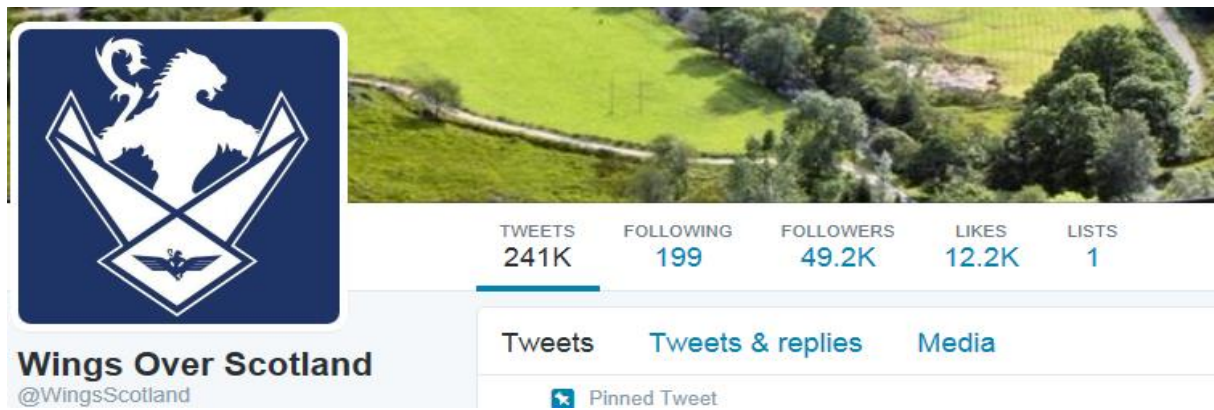 TWEETS FOLLOWING FOLLOWERS LIKES LISTS
241K 199 49.2K 12.2K 1
Tweets Tweets & replies Media
Pinned Tweet
Wings Over Scotland
@WingsScotland